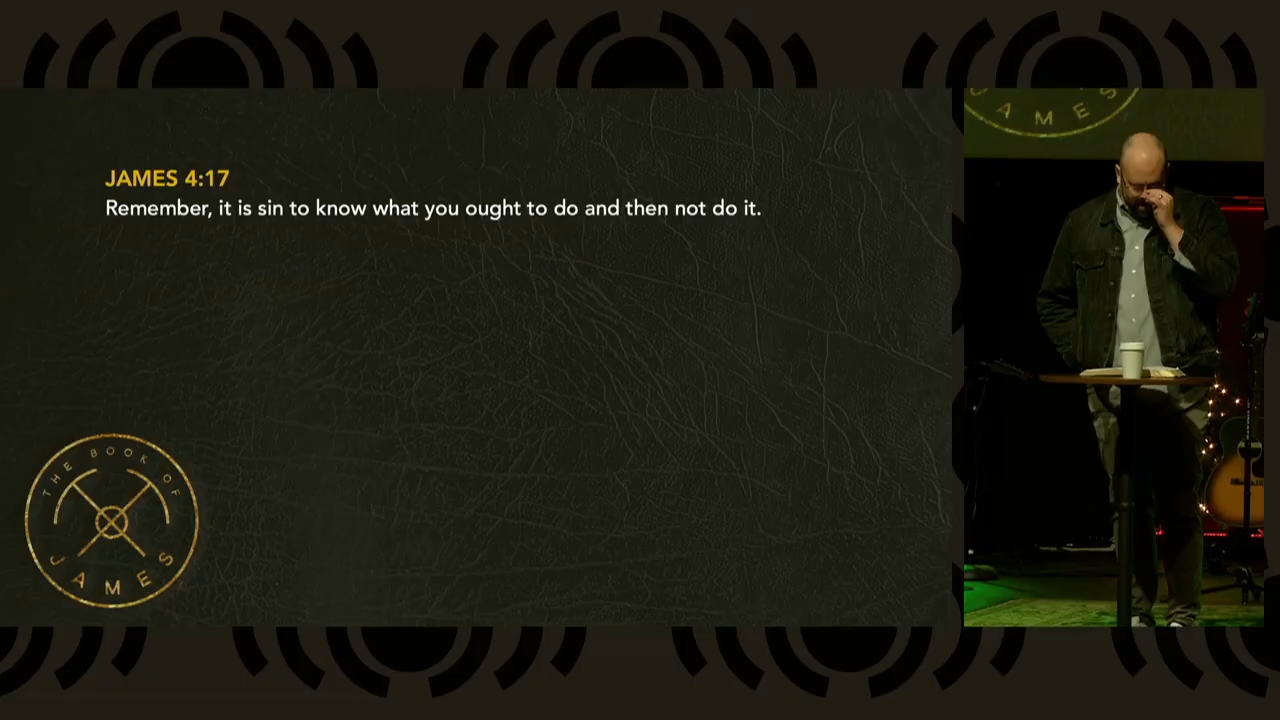 JAMES 4:17
Remember, it is sin to know what you ought to do and then not do it.
THE BOOK OF
JAMES
JAMES